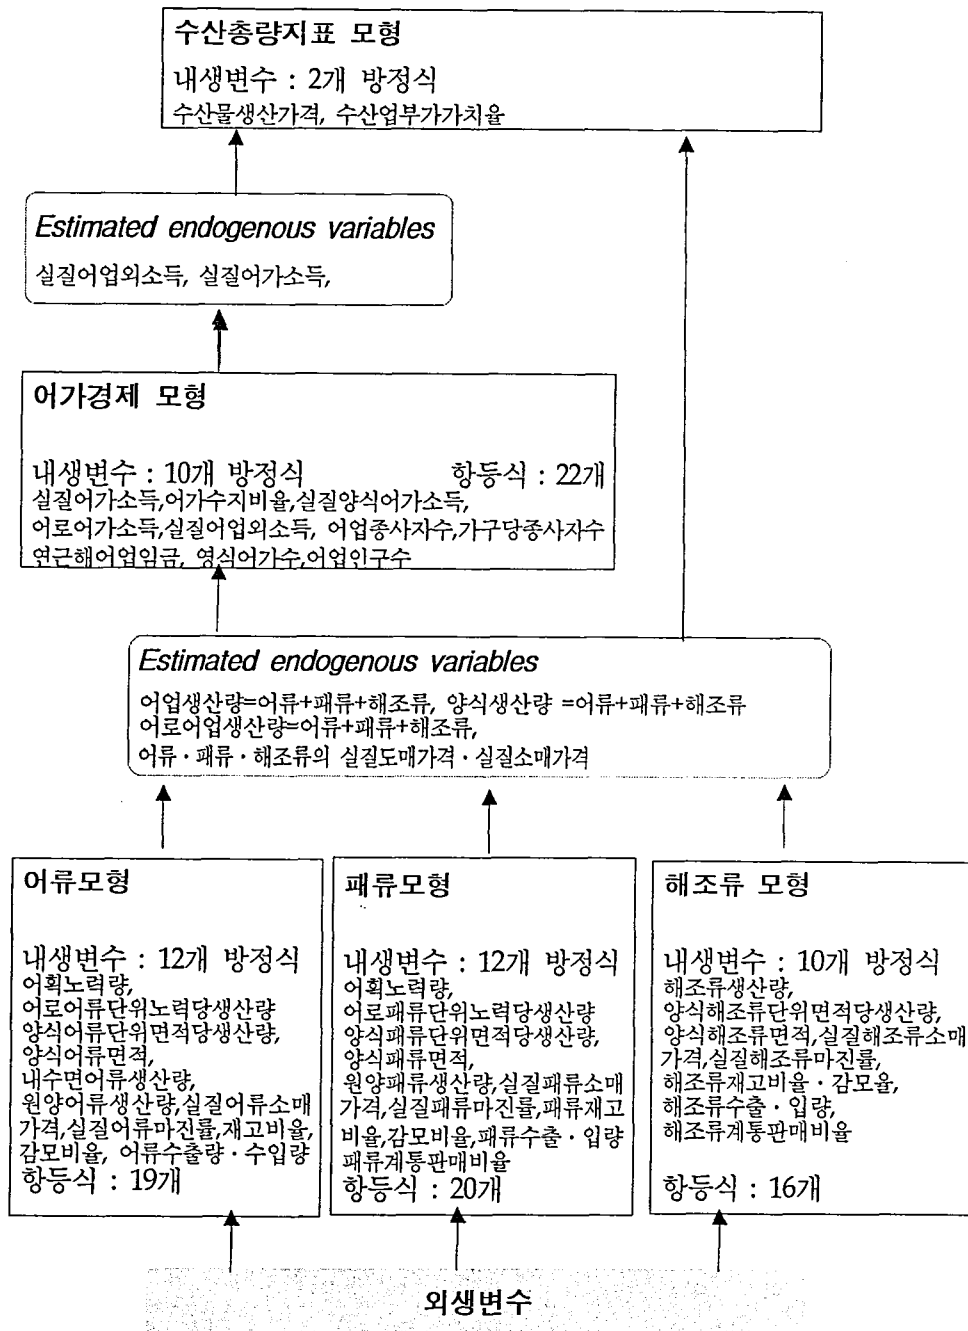 수산총량지표 모형
내생변수 : 2개 방정식
수산물생산가격, 수산업부가가치율
Estimated endogenous variables
실질어업외소득, 실질어가소득,
어가경제 모형
내생변수 : 10개 방정식 항등식 : 22개
실질어가소득,어가수지비율,실질양식어가소득,
어로어가소득,실질어업외소득, 어업종사자수,가구당종사자수
연근해어업임금, 영식어가수,어업인구수
Estimated endogenous variables
어업생산량=어류+패류+해조류, 양식생산량 =어류+패류+해조류
어로어업생산량=어류+패류+해조류,
어류·패류·해조류의 실질도매가격·실질소매가격
어류모형
내생변수 : 12개 방정식
어획노력량,
어로어류단위노력당생산량
양식어류단위면적당생산량,
양식어류면적,
내수면어류생산량,
원양어류생산량,실질어류소매
가격,실질어류마진률,재고비율,
감모비율, 어류수출량·수입량
항등식 : 19개
패류모형
내생변수 : 12개 방정식
어획노력량,
어로패류단위노력당생산량
양식패류단위면적당생산량,
양식패류면적,
원양패류생산량,실질패류소매
가격,실질패류마진률,패류재고
비율,감모비율,패류수출·입량
패류계통판매비율
항등식 : 20개
해조류 모형
내생변수 : 10개 방정식
해조류생산량,
양식해조류단위면적당생산량,
양식해조류면적,실질해조류소매
가격,실질해조류마진률,
해조류재고비율·감모율,
해조류수출·입량,
해조류계통판매비율
항등식 : 16개
외생변수